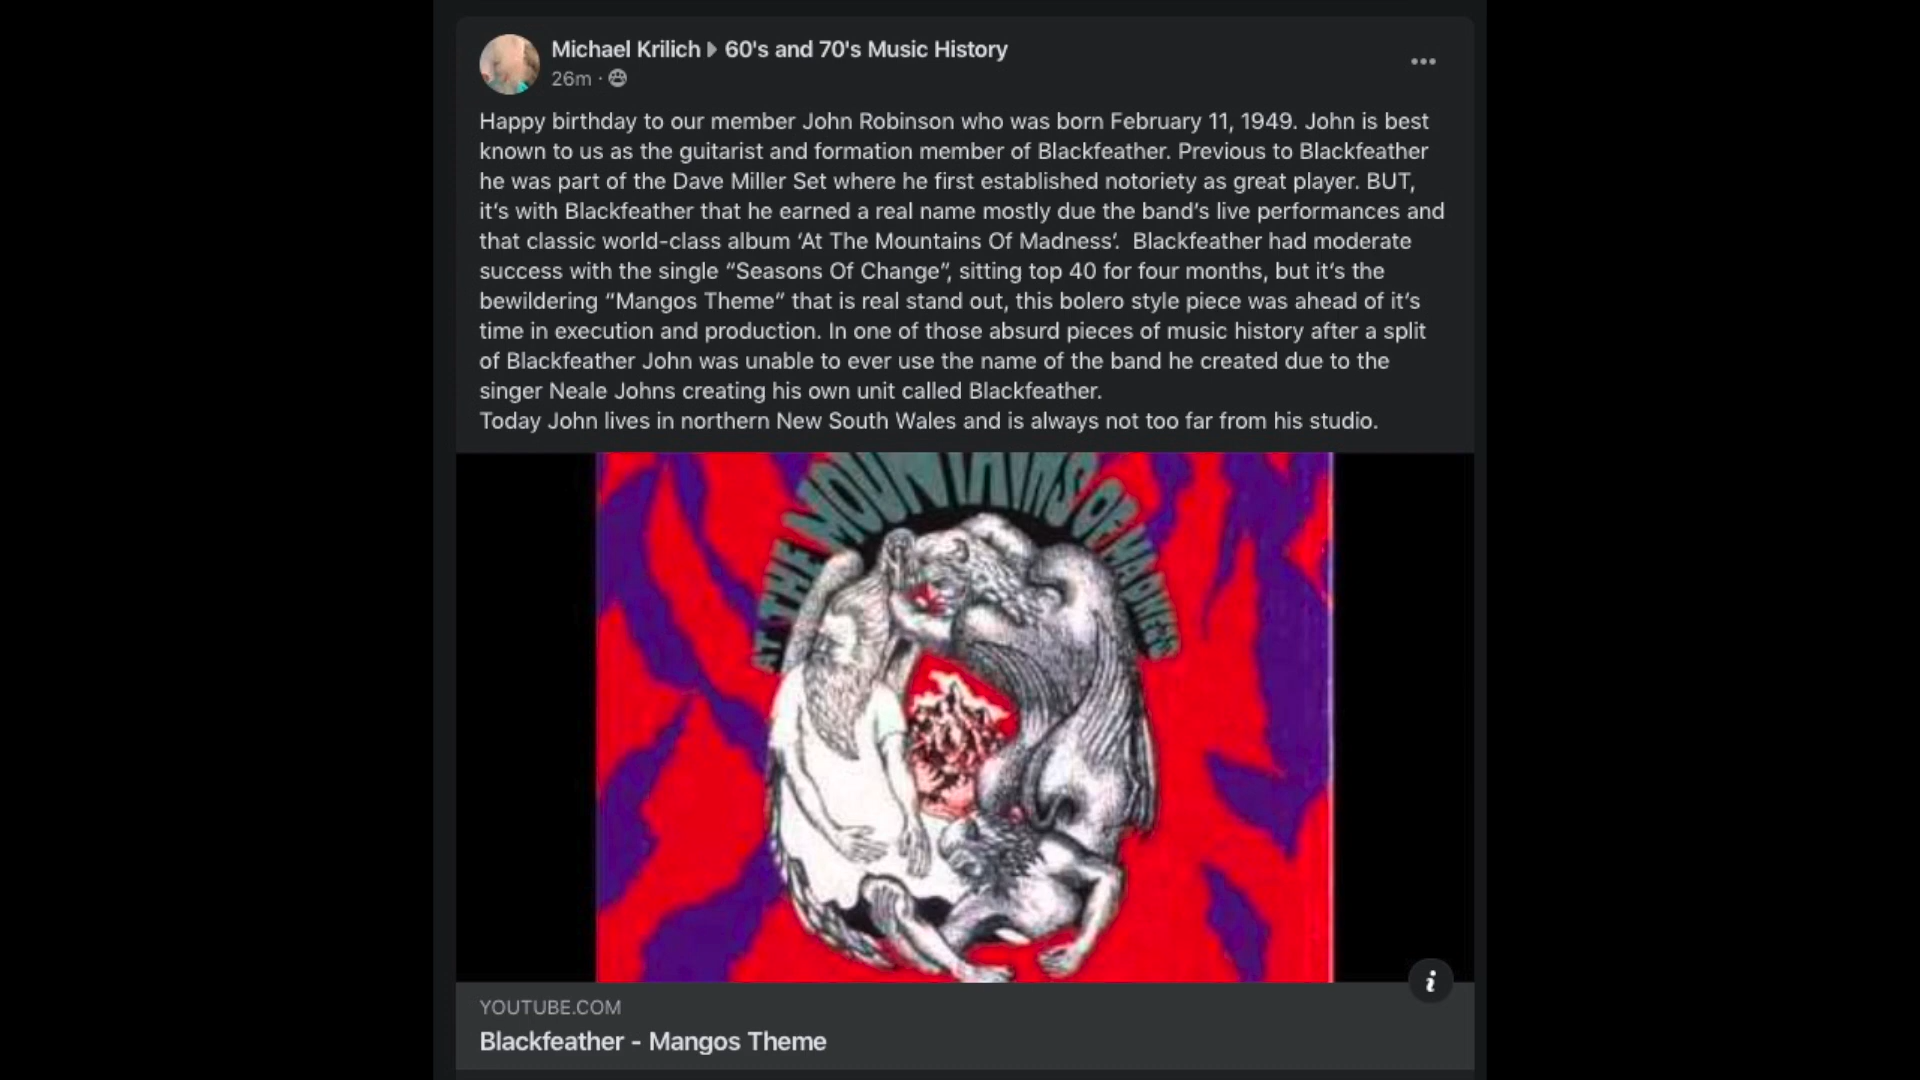 Michael Krilich ▸ 60's and 70's Music History
26m ·
Happy birthday to our member John Robinson who was born February 11, 1949. John is best
known to us as the guitarist and formation member of Blackfeather. Previous to Blackfeather
he was part of the Dave Miller Set where he first established notoriety as great player. BUT,
it's with Blackfeather that he earned a real name mostly due the band's live performances and
that classic world-class album ‘At The Mountains Of Madness’.  Blackfeather had moderate
success with the single “Seasons Of Change”, sitting top 40 for four months, but it's the
bewildering “Mangos Theme” that is real stand out, this bolero style piece was ahead of it's
time in execution and production. In one of those absurd pieces of music history after a split
of Blackfeather John was unable to ever use the name of the band he created due to the
singer Neale Johns creating his own unit called Blackfeather.
Today John lives in northern New South Wales and is always not too far from his studio.
AT THE MOUNTAINS OF MADNESS
i
YOUTUBE.COM
Blackfeather - Mangos Theme